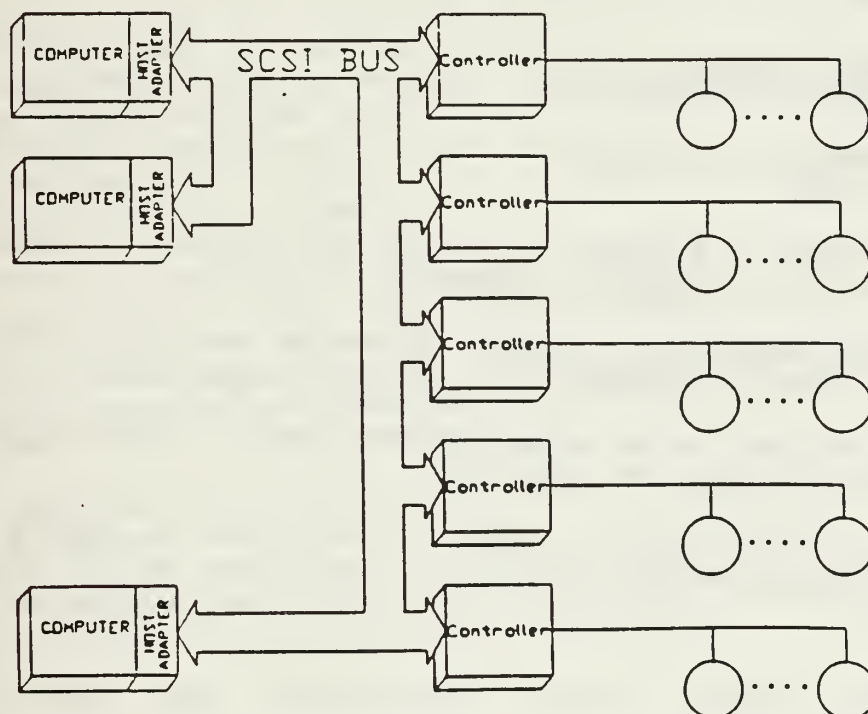 COMPUTER
HOST
ADAPTER
SCSI BUS
Controller
COMPUTER
HOST
ADAPTER
Controller
Controller
Controller
COMPUTER
HOST
ADAPTER
Controller